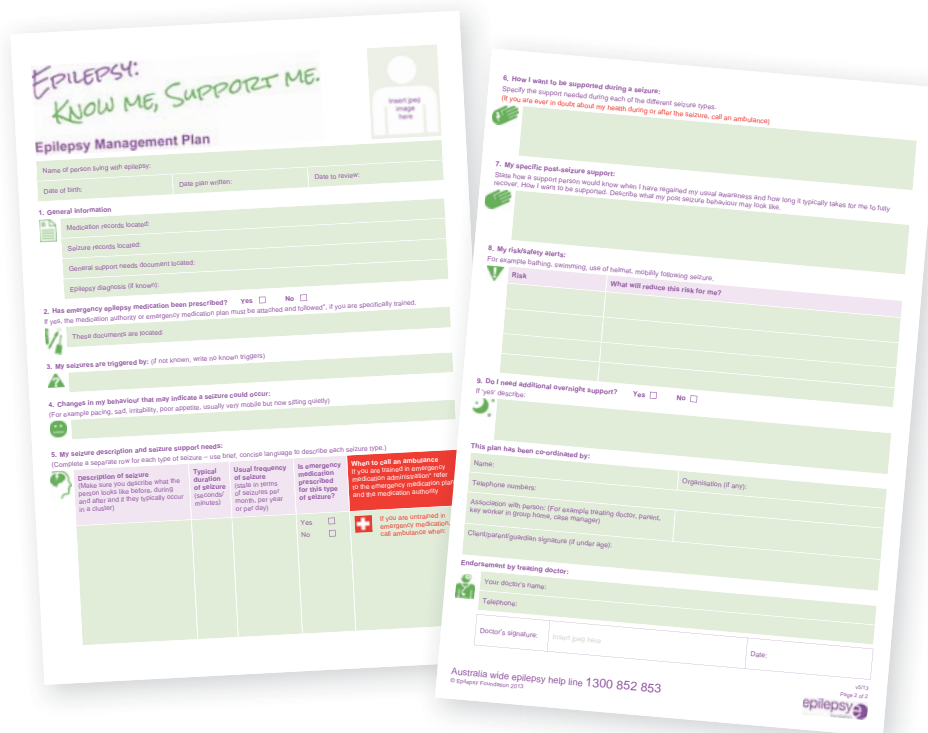 EPILEPSY:
KNOW ME, SUPPORT ME.
Insert jpeg
image
here
Epilepsy Management Plan
Name of person living with epilepsy:
Date of birth:
Date plan written:
Date to review:
1. General information
Medication records located:
Seizure records located:
General support needs document located:
Epilepsy diagnosis (if known):
2. Has emergency epilepsy medication been prescribed? Yes No
If yes, the medication authority or emergency medication plan must be attached and followed*, if you are specifically trained.
These documents are located:
3. My seizures are triggered by: (if not known, write no known triggers)
4. Changes in my behaviour that may indicate a seizure could occur:
(For example pacing, sad, irritability, poor appetite, usually very mobile but now sitting quietly)
5. My seizure description and seizure support needs:
(Complete a separate row for each type of seizure – use brief, concise language to describe each seizure type.)
Description of seizure
(Make sure you describe what the
person looks like before, during
and after and if they typically occur
in a cluster)
Typical
duration
of seizure
(seconds/
minutes)
Usual frequency
of seizure
(state in terms
of seizures per
month, per year
or per day)
Is emergency
medication
prescribed
for this type
of seizure?
When to call an ambulance
If you are trained in emergency
medication administration* refer
to the emergency medication plan
and the medication authority
Yes
No
If you are untrained in
emergency medication,
call ambulance when:
6. How I want to be supported during a seizure:
Specify the support needed during each of the different seizure types.
(If you are ever in doubts about my health during or after the seizure, call an ambulance)
7. My specific post-seizure support:
State how a support person would know when I have regained my usual awareness and how long it typically takes for me to fully
recover. How I want to be supported. Describe what my post seizure behaviour may look like.
8. My risk/safety alerts:
For example bathing, swimming, use of helmet, mobility following seizure.
Risk
What will reduce this risk for me?
9. Do I need additional overnight support? Yes No
If 'yes' describe:
This plan has been co-ordinated by:
Name:
Organisation (if any):
Telephone numbers:
Association with person: (For example treating doctor, parent,
key worker in group home, case manager)
Client/parent/guardian signature (if under age):
Endorsement by treating doctor:
Your doctor's name:
Telephone:
Doctor's signature:
Insert jpeg here
Date:
Australia wide epilepsy help line 1300 852 853
© Epilepsy Foundation 2013
Page 2 of 2
epilepsy
foundation